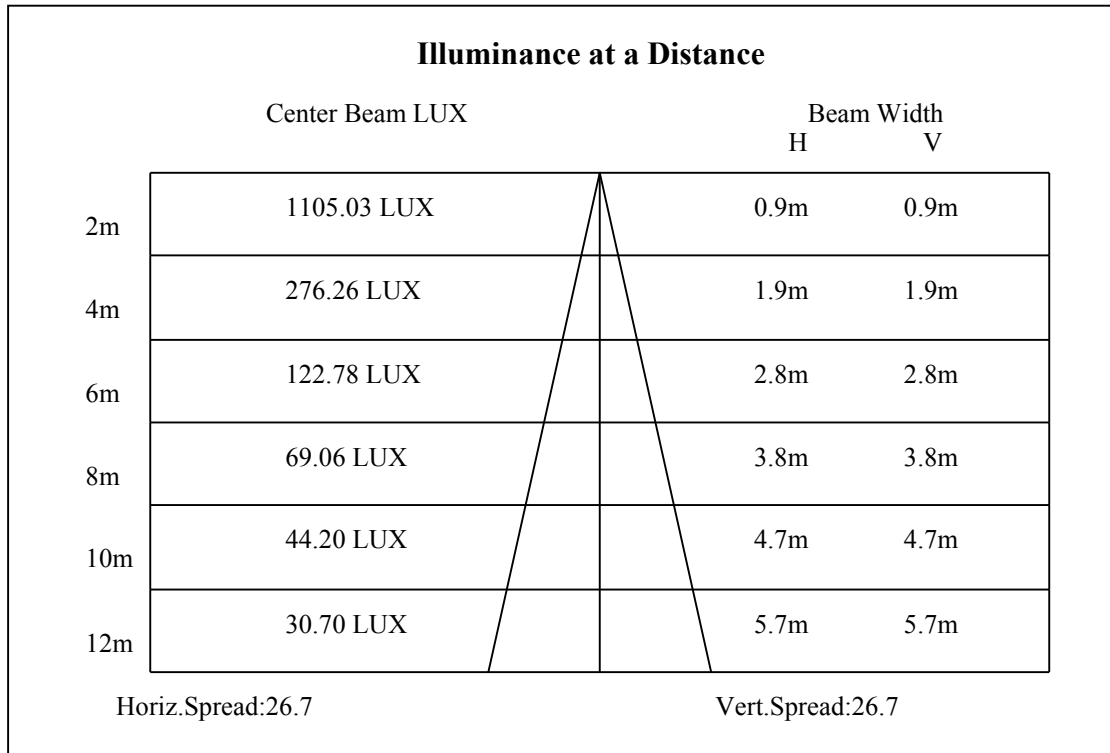 Illuminance at a Distance
Center Beam LUX Beam Width
H V
2m 1105.03 LUX 0.9m 0.9m
4m 276.26 LUX 1.9m 1.9m
6m 122.78 LUX 2.8m 2.8m
8m 69.06 LUX 3.8m 3.8m
10m 44.20 LUX 4.7m 4.7m
12m 30.70 LUX 5.7m 5.7m
Horiz.Spread:26.7 Vert.Spread:26.7